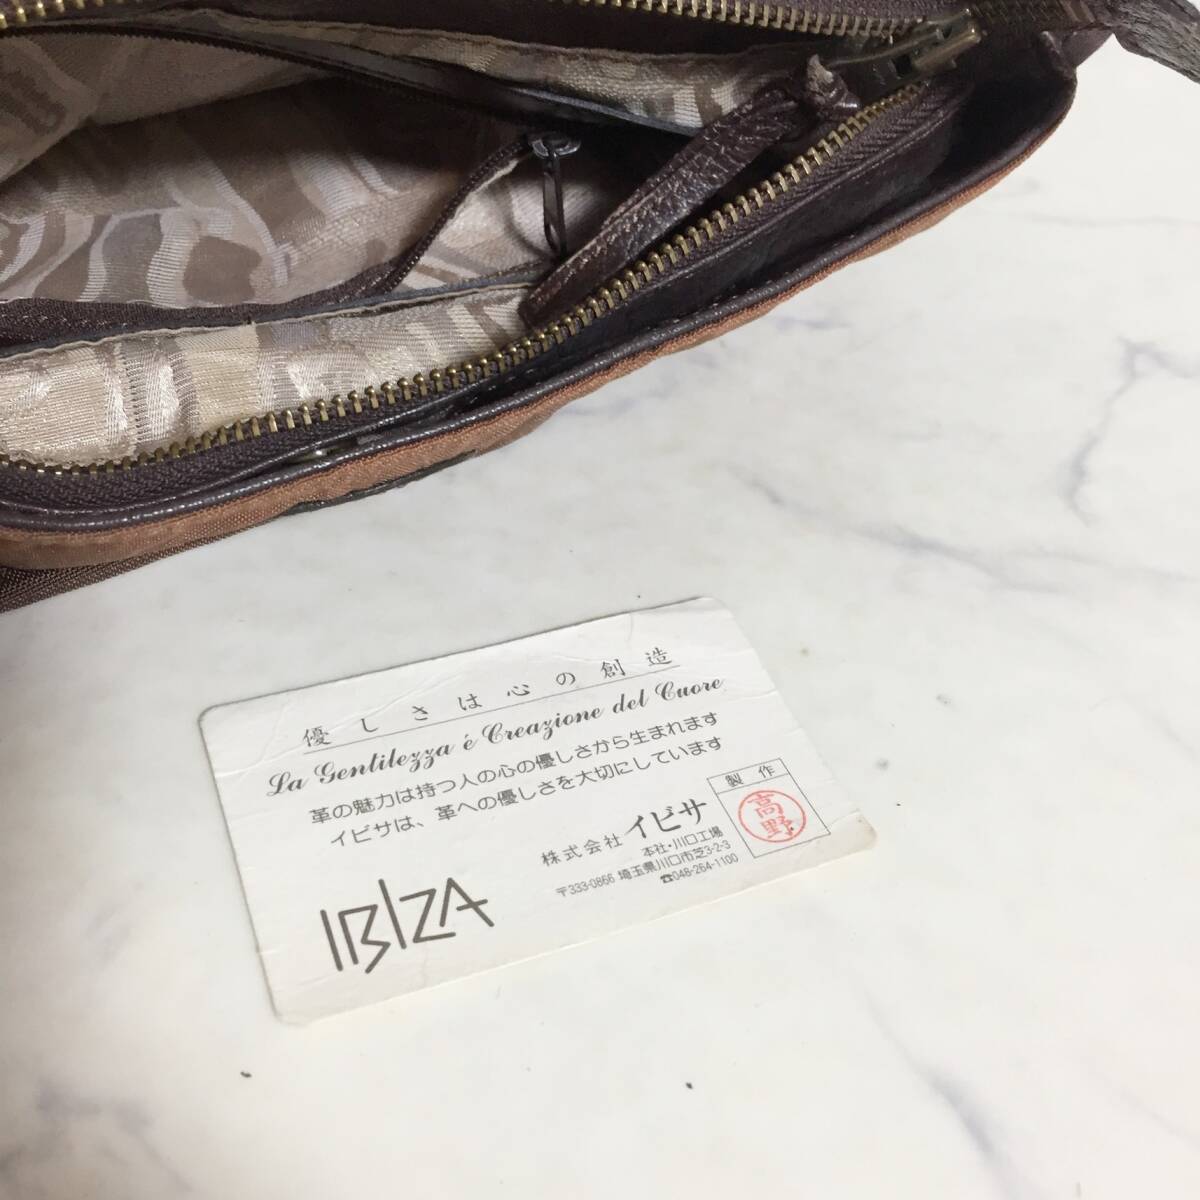 優しさは心の創造
La Gentilezza é Creazione del Cuore
革の魅力は持つ人の心の優しさから生まれます
イビサは、革への優しさを大切にしています
製作
高野
株式会社イビサ
本社・川口工場
〒333-0866 埼玉県川口市芝3-2-3
☎048-264-1100
IBIZA